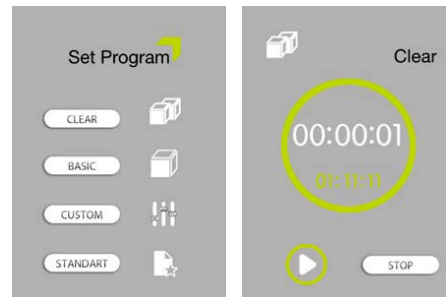 Set Program
CLEAR
BASIC
CUSTOM
STANDART
Clear
00:00:01
01:11:11
STOP